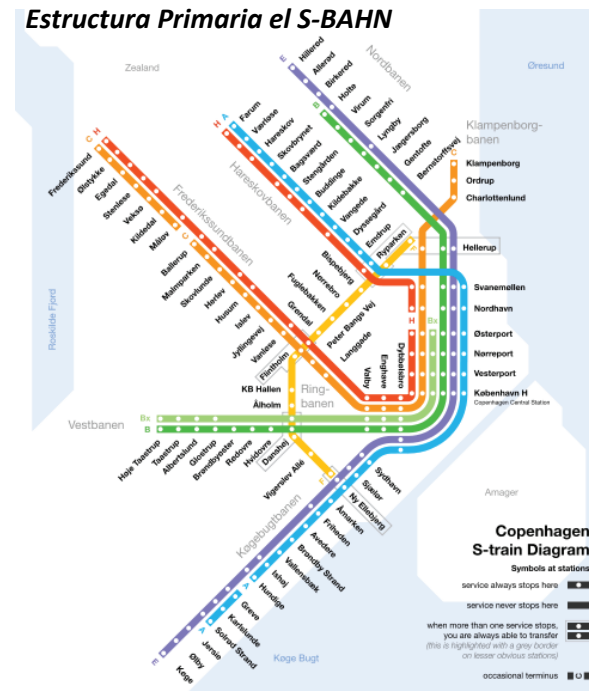 Estructura Primaria el S-BAHN
Zealand
Øresund
Roskilde Fjord
Køge Bugt
Amager
Nordbanen
Klampenborg-
banen
Hareskovbanen
Frederikssundbanen
Ring-
banen
Vestbanen
Køgebugtbanen
E
Hillerød
Allerød
Birkerød
Holte
B
Virum
Sorgenfri
Lyngby
Jægersborg
Gentofte
Bernstorffsvej
C
Klampenborg
Ordrup
Charlottenlund
Hellerup
H
A
Farum
Værløse
Hareskov
Skovbrynet
Bagsværd
Stengården
Buddinge
Kildebakke
Vangede
Dyssegård
Emdrup
Ryparken
C
H
Frederikssund
Ølstykke
Egedal
Stenløse
Veksø
Kildedal
Måløv
C
Ballerup
Malmparken
Skovlunde
Herlev
Husum
Islev
Jyllingevej
Vanløse
Flintholm
Bispebjerg
Nørrebro
Fuglebakken
Grøndal
Peter Bangs Vej
Langgade
Valby
Enghave
Dybbølsbro
H
Bx
Svanemøllen
Nordhavn
Østerport
Nørreport
Vesterport
København H
Copenhagen Central Station
KB Hallen
Ålholm
Bx
B
Høje Taastrup
Taastrup
Albertslund
Glostrup
Brøndbyøster
Rødovre
Hvidovre
Danshøj
Vigerslev Allé
F
Sydhavn
Sjælør
Ny Ellebjerg
Åmarken
Friheden
Avedøre
Brøndby Strand
Vallensbæk
Ishøj
Hundige
A
Greve
Karlslunde
Solrød Strand
A
Jersie
Ølby
Køge
E
Copenhagen
S-train Diagram
Symbols at stations
service always stops here
service never stops here
when more than one service stops,
you are always able to transfer
(this is highlighted with a grey border
on lesser obvious stations)
occasional terminus
C